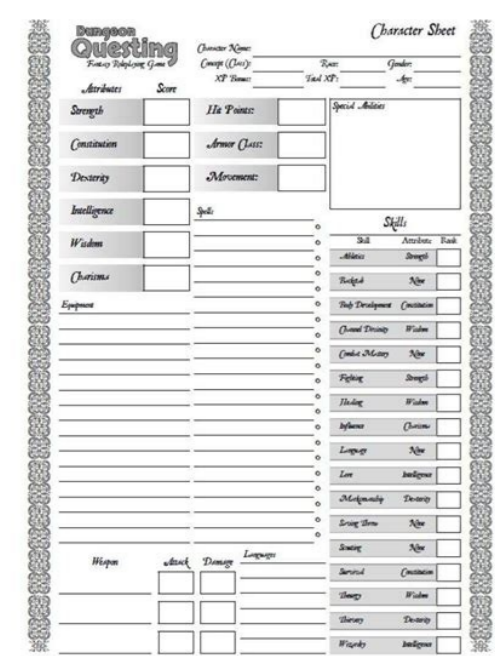 Dungeon
Questing
Fantasy Roleplaying Game
Character Sheet
Character Name:
Concept (Class): Race: Gender:
XP Bonus: Total XP: Age:
Attributes Score
Strength
Constitution
Dexterity
Intelligence
Wisdom
Charisma
Hit Points:
Armor Class:
Movement:
Special Abilities
Spells
Equipment
Skills
Skill Attribute Rank
Athletics Strength
Backstab None
Body Development Constitution
Channel Divinity Wisdom
Combat Mastery None
Fighting Strength
Healing Wisdom
Influence Charisma
Language None
Lore Intelligence
Marksmanship Dexterity
Saving Throw None
Scouting None
Survival Constitution
Theurgy Wisdom
Thievery Dexterity
Wizardry Intelligence
Weapon Attack Damage
Languages